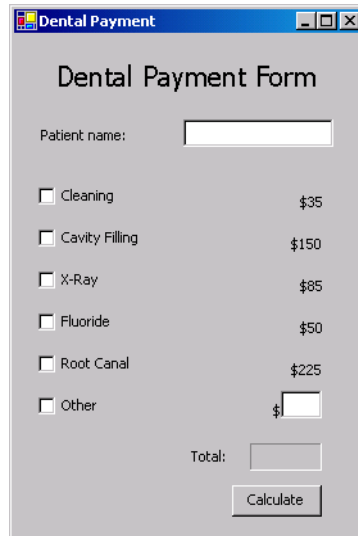 Dental Payment
Dental Payment Form
Patient name:
Cleaning $35
Cavity Filling $150
X-Ray $85
Fluoride $50
Root Canal $225
Other $
Total:
Calculate